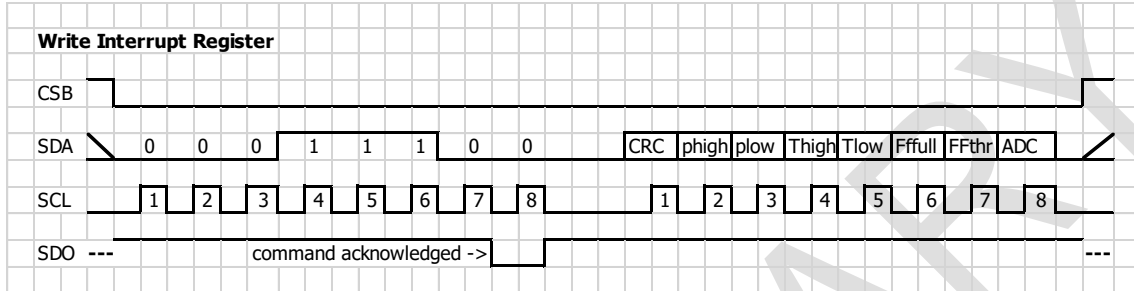 Write Interrupt Register
CSB
SDA 0 0 0 1 1 1 0 0 CRC phigh plow Thigh Tlow Fffull FFthr ADC
SCL 1 2 3 4 5 6 7 8 1 2 3 4 5 6 7 8
SDO --- command acknowledged -> ---